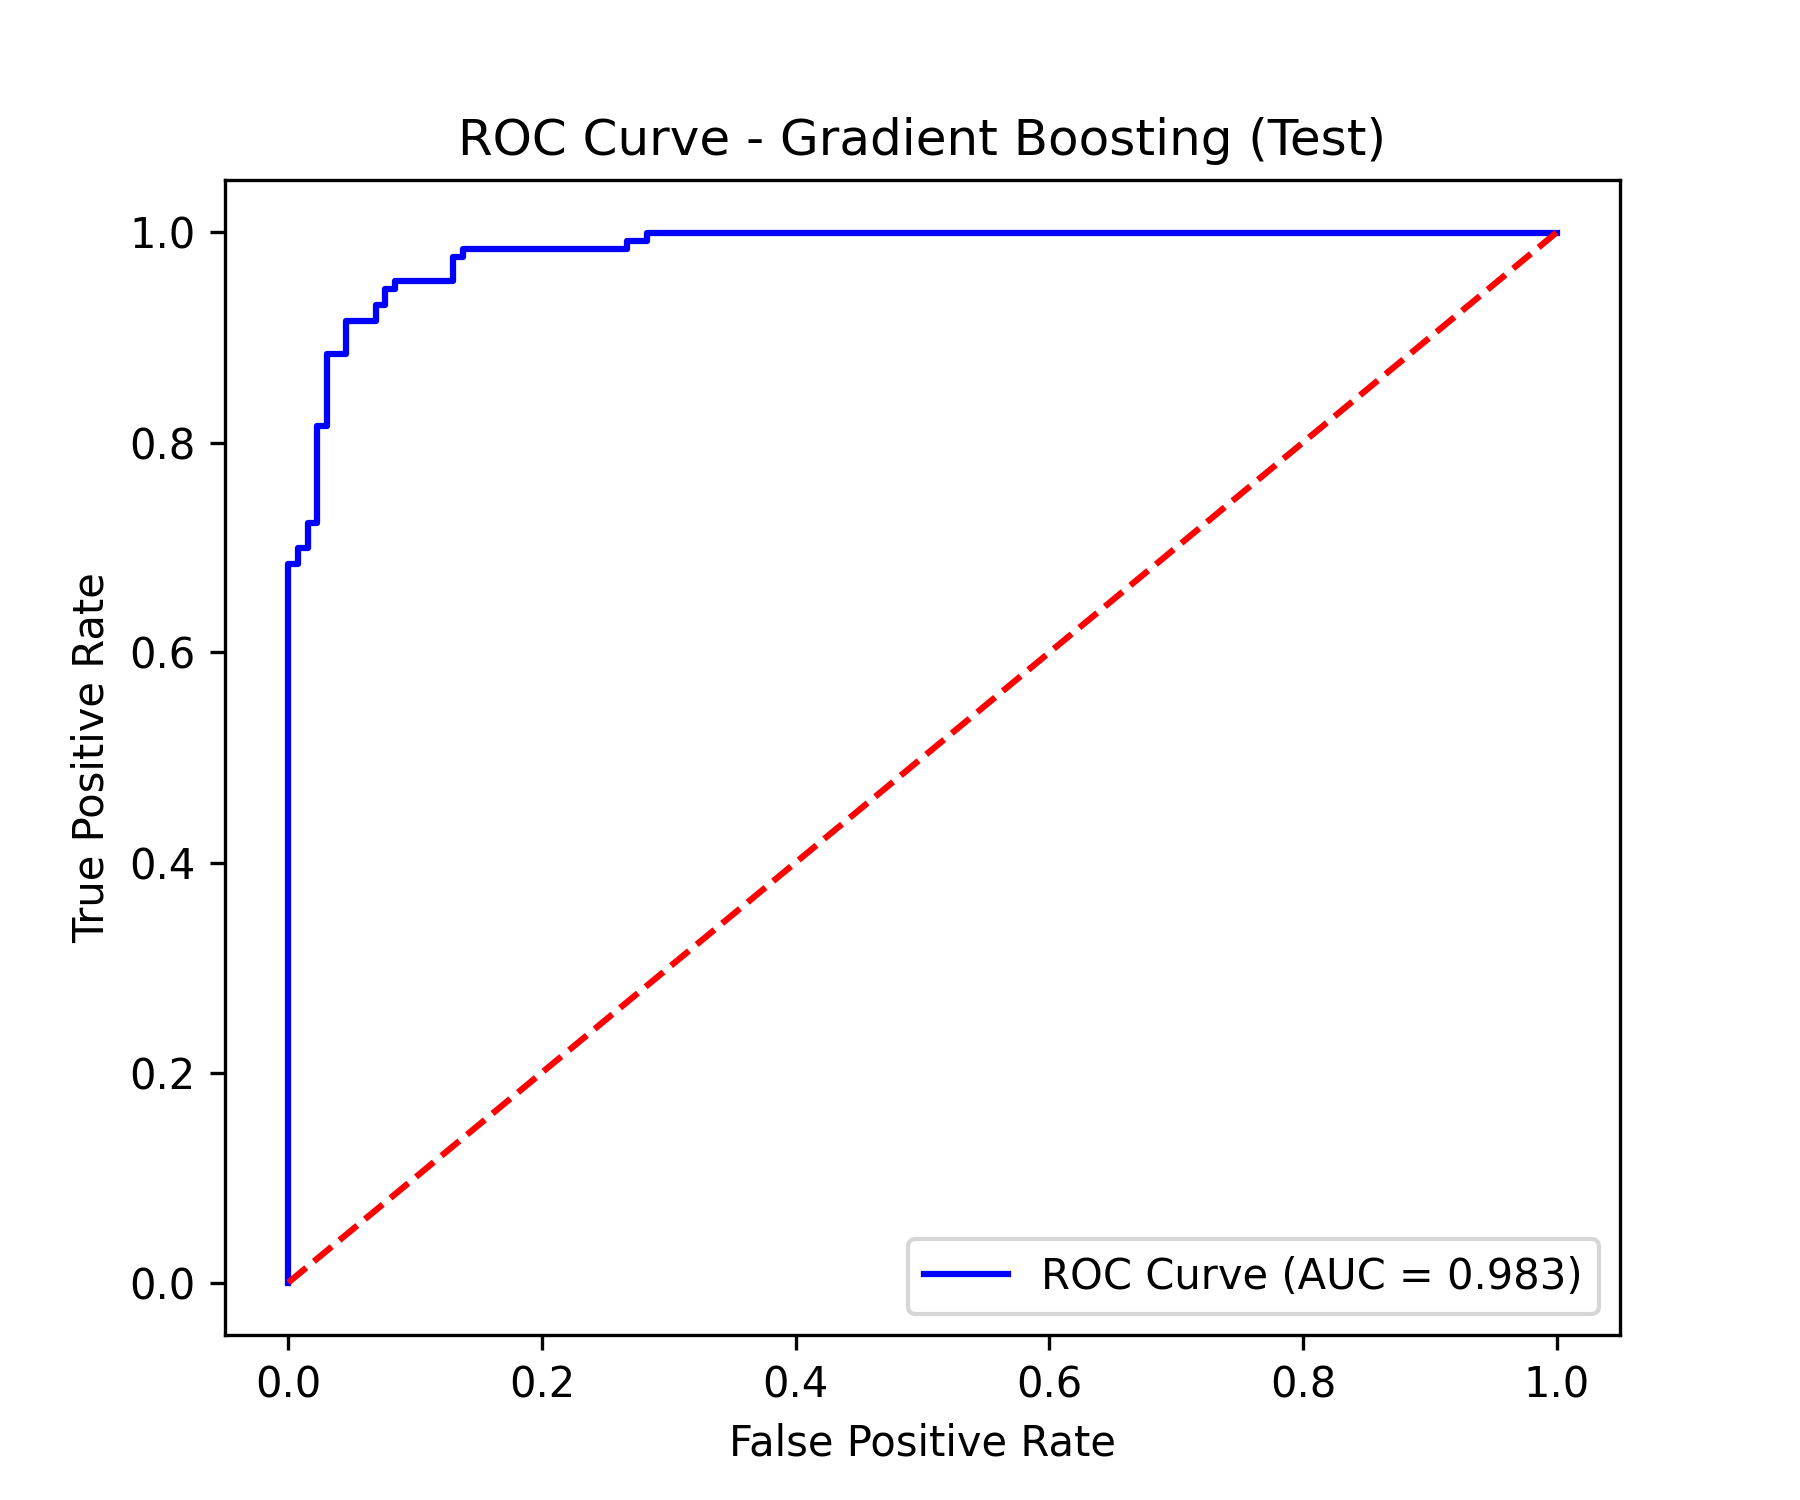 ROC Curve - Gradient Boosting (Test)
1.0
0.8
0.6
0.4
0.2
0.0
True Positive Rate
ROC Curve (AUC = 0.983)
0.0 0.2 0.4 0.6 0.8 1.0
False Positive Rate